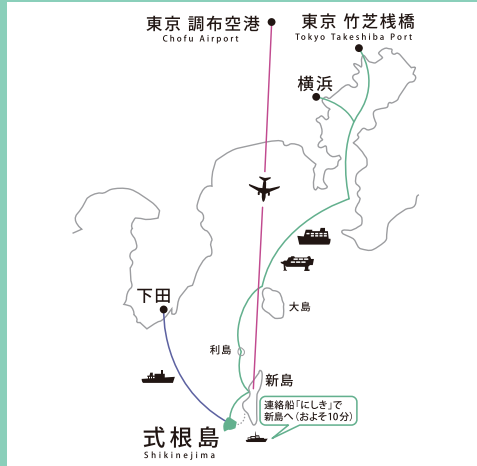 東京 調布空港
Chofu Airport
東京 竹芝桟橋
Tokyo Takeshiba Port
横浜
大島
下田
利島
新島
連絡船「にしき」で
新島へ（およそ10分）
式根島
Shikinejima